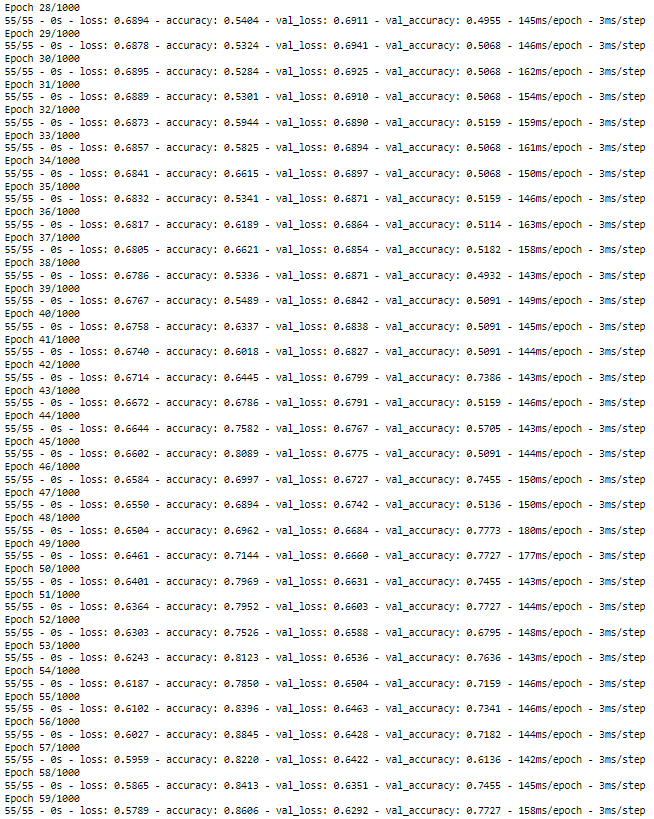 Epoch 28/1000
55/55 - 0s - loss: 0.6894 - accuracy: 0.5404 - val_loss: 0.6911 - val_accuracy: 0.4955 - 145ms/epoch - 3ms/step
Epoch 29/1000
55/55 - 0s - loss: 0.6878 - accuracy: 0.5324 - val_loss: 0.6941 - val_accuracy: 0.5068 - 146ms/epoch - 3ms/step
Epoch 30/1000
55/55 - 0s - loss: 0.6895 - accuracy: 0.5284 - val_loss: 0.6925 - val_accuracy: 0.5068 - 162ms/epoch - 3ms/step
Epoch 31/1000
55/55 - 0s - loss: 0.6889 - accuracy: 0.5301 - val_loss: 0.6910 - val_accuracy: 0.5068 - 154ms/epoch - 3ms/step
Epoch 32/1000
55/55 - 0s - loss: 0.6873 - accuracy: 0.5944 - val_loss: 0.6890 - val_accuracy: 0.5159 - 159ms/epoch - 3ms/step
Epoch 33/1000
55/55 - 0s - loss: 0.6857 - accuracy: 0.5825 - val_loss: 0.6894 - val_accuracy: 0.5068 - 161ms/epoch - 3ms/step
Epoch 34/1000
55/55 - 0s - loss: 0.6841 - accuracy: 0.6615 - val_loss: 0.6897 - val_accuracy: 0.5068 - 150ms/epoch - 3ms/step
Epoch 35/1000
55/55 - 0s - loss: 0.6832 - accuracy: 0.5341 - val_loss: 0.6871 - val_accuracy: 0.5159 - 146ms/epoch - 3ms/step
Epoch 36/1000
55/55 - 0s - loss: 0.6817 - accuracy: 0.6189 - val_loss: 0.6864 - val_accuracy: 0.5114 - 163ms/epoch - 3ms/step
Epoch 37/1000
55/55 - 0s - loss: 0.6805 - accuracy: 0.6621 - val_loss: 0.6854 - val_accuracy: 0.5182 - 158ms/epoch - 3ms/step
Epoch 38/1000
55/55 - 0s - loss: 0.6786 - accuracy: 0.5336 - val_loss: 0.6871 - val_accuracy: 0.4932 - 143ms/epoch - 3ms/step
Epoch 39/1000
55/55 - 0s - loss: 0.6767 - accuracy: 0.5489 - val_loss: 0.6842 - val_accuracy: 0.5091 - 149ms/epoch - 3ms/step
Epoch 40/1000
55/55 - 0s - loss: 0.6758 - accuracy: 0.6337 - val_loss: 0.6838 - val_accuracy: 0.5091 - 145ms/epoch - 3ms/step
Epoch 41/1000
55/55 - 0s - loss: 0.6740 - accuracy: 0.6018 - val_loss: 0.6827 - val_accuracy: 0.5091 - 144ms/epoch - 3ms/step
Epoch 42/1000
55/55 - 0s - loss: 0.6714 - accuracy: 0.6445 - val_loss: 0.6799 - val_accuracy: 0.7386 - 143ms/epoch - 3ms/step
Epoch 43/1000
55/55 - 0s - loss: 0.6672 - accuracy: 0.6786 - val_loss: 0.6791 - val_accuracy: 0.5159 - 146ms/epoch - 3ms/step
Epoch 44/1000
55/55 - 0s - loss: 0.6644 - accuracy: 0.7582 - val_loss: 0.6767 - val_accuracy: 0.5705 - 143ms/epoch - 3ms/step
Epoch 45/1000
55/55 - 0s - loss: 0.6602 - accuracy: 0.8089 - val_loss: 0.6775 - val_accuracy: 0.5091 - 144ms/epoch - 3ms/step
Epoch 46/1000
55/55 - 0s - loss: 0.6584 - accuracy: 0.6997 - val_loss: 0.6727 - val_accuracy: 0.7455 - 150ms/epoch - 3ms/step
Epoch 47/1000
55/55 - 0s - loss: 0.6550 - accuracy: 0.6894 - val_loss: 0.6742 - val_accuracy: 0.5136 - 150ms/epoch - 3ms/step
Epoch 48/1000
55/55 - 0s - loss: 0.6504 - accuracy: 0.6962 - val_loss: 0.6684 - val_accuracy: 0.7773 - 180ms/epoch - 3ms/step
Epoch 49/1000
55/55 - 0s - loss: 0.6461 - accuracy: 0.7144 - val_loss: 0.6660 - val_accuracy: 0.7727 - 177ms/epoch - 3ms/step
Epoch 50/1000
55/55 - 0s - loss: 0.6401 - accuracy: 0.7969 - val_loss: 0.6631 - val_accuracy: 0.7455 - 143ms/epoch - 3ms/step
Epoch 51/1000
55/55 - 0s - loss: 0.6364 - accuracy: 0.7952 - val_loss: 0.6603 - val_accuracy: 0.7727 - 144ms/epoch - 3ms/step
Epoch 52/1000
55/55 - 0s - loss: 0.6303 - accuracy: 0.7526 - val_loss: 0.6588 - val_accuracy: 0.6795 - 148ms/epoch - 3ms/step
Epoch 53/1000
55/55 - 0s - loss: 0.6243 - accuracy: 0.8123 - val_loss: 0.6536 - val_accuracy: 0.7636 - 143ms/epoch - 3ms/step
Epoch 54/1000
55/55 - 0s - loss: 0.6187 - accuracy: 0.7850 - val_loss: 0.6504 - val_accuracy: 0.7159 - 146ms/epoch - 3ms/step
Epoch 55/1000
55/55 - 0s - loss: 0.6102 - accuracy: 0.8396 - val_loss: 0.6463 - val_accuracy: 0.7341 - 146ms/epoch - 3ms/step
Epoch 56/1000
55/55 - 0s - loss: 0.6027 - accuracy: 0.8845 - val_loss: 0.6428 - val_accuracy: 0.7182 - 144ms/epoch - 3ms/step
Epoch 57/1000
55/55 - 0s - loss: 0.5959 - accuracy: 0.8220 - val_loss: 0.6422 - val_accuracy: 0.6136 - 142ms/epoch - 3ms/step
Epoch 58/1000
55/55 - 0s - loss: 0.5865 - accuracy: 0.8413 - val_loss: 0.6351 - val_accuracy: 0.7455 - 145ms/epoch - 3ms/step
Epoch 59/1000
55/55 - 0s - loss: 0.5789 - accuracy: 0.8606 - val_loss: 0.6292 - val_accuracy: 0.7727 - 158ms/epoch - 3ms/step